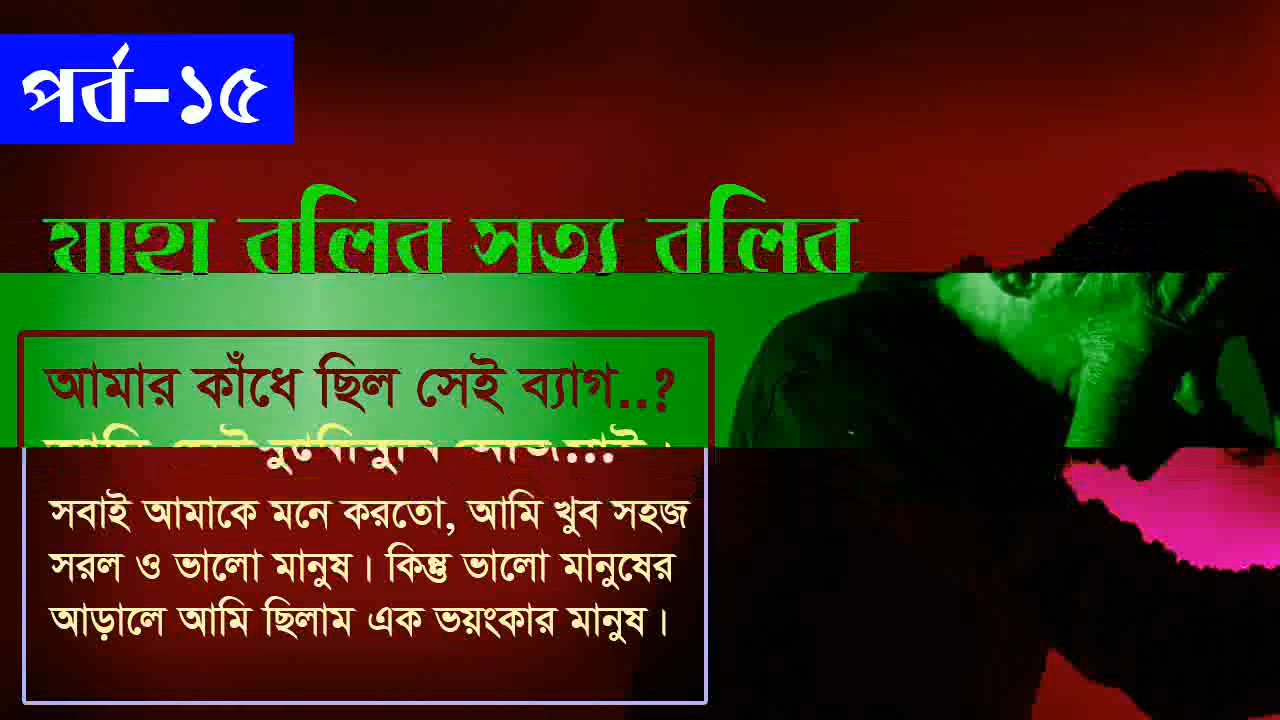 পর্ব-১৫
যাহা বলিব সত্য বলিব
আমার কাঁধে ছিল সেই ব্যাগ..?
সবাই আমাকে মনে করতো, আমি খুব সহজ
সরল ও ভালো মানুষ। কিন্তু ভালো মানুষের
আড়ালে আমি ছিলাম এক ভয়ংকার মানুষ।